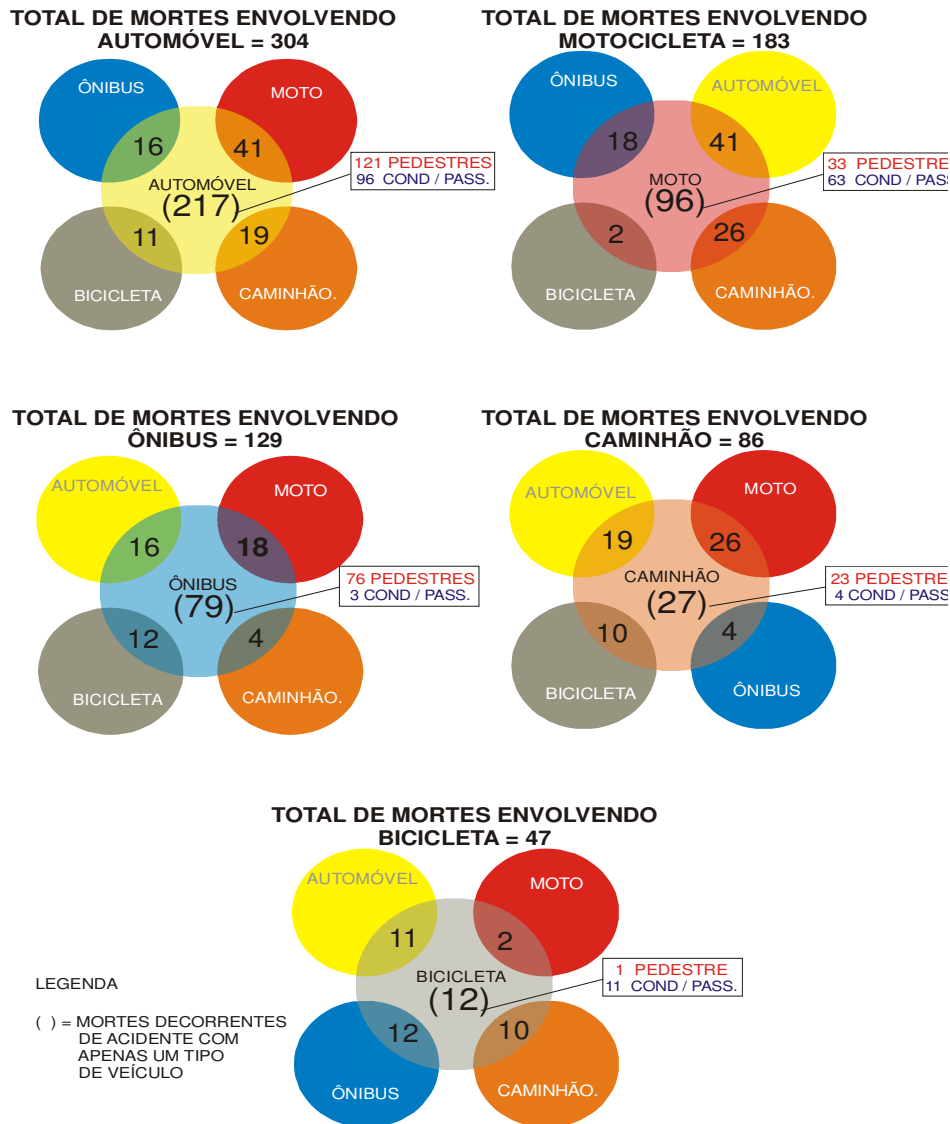 TOTAL DE MORTES ENVOLVENDO
AUTOMÓVEL = 304
ÔNIBUS
MOTO
16
41
121 PEDESTRES
96 COND / PASS.
AUTOMÓVEL
(217)
11
19
BICICLETA
CAMINHÃO.
TOTAL DE MORTES ENVOLVENDO
MOTOCICLETA = 183
ÔNIBUS
AUTOMÓVEL
18
41
33 PEDESTRE
63 COND / PASS.
MOTO
(96)
2
26
BICICLETA
CAMINHÃO.
TOTAL DE MORTES ENVOLVENDO
ÔNIBUS = 129
AUTOMÓVEL
MOTO
16
18
ÔNIBUS
(79)
76 PEDESTRES
3 COND / PASS.
12
4
BICICLETA
CAMINHÃO.
TOTAL DE MORTES ENVOLVENDO
CAMINHÃO = 86
AUTOMÓVEL
MOTO
19
26
CAMINHÃO
(27)
23 PEDESTRE
4 COND / PASS
10
4
BICICLETA
ÔNIBUS
TOTAL DE MORTES ENVOLVENDO
BICICLETA = 47
AUTOMÓVEL
MOTO
11
2
BICICLETA
(12)
1 PEDESTRE
11 COND / PASS.
12
10
ÔNIBUS
CAMINHÃO.
LEGENDA
( ) = MORTES DECORRENTES
DE ACIDENTE COM
APENAS UM TIPO
DE VEÍCULO